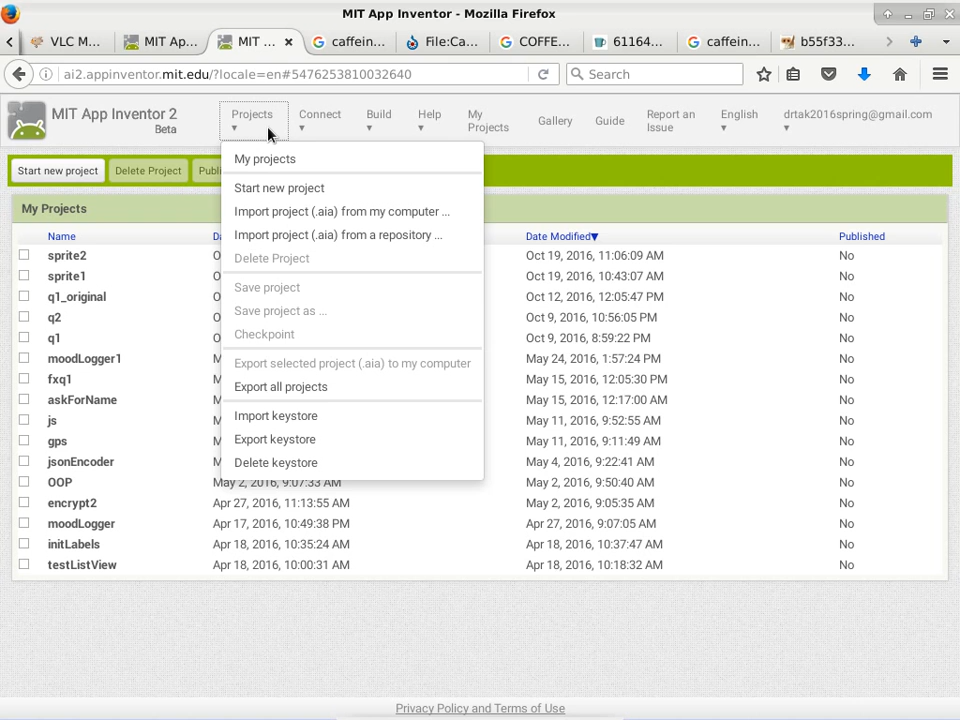 MIT App Inventor - Mozilla Firefox
VLC M... MIT Ap... MIT ... caffein... File:Ca... COFFE... 61164... caffein... b55f33...
ai2.appinventor.mit.edu/?locale=en#5476253810032640 Search
MIT App Inventor 2
Beta
Projects Connect Build Help My Projects Gallery Guide Report an Issue English drtak2016spring@gmail.com
Start new project Delete Project Publi
My projects
Start new project
Import project (.aia) from my computer ...
Import project (.aia) from a repository ...
Delete Project
Save project
Save project as ...
Checkpoint
Export selected project (.aia) to my computer
Export all projects
Import keystore
Export keystore
Delete keystore
My Projects
Name Da Date Modified▼ Published
sprite2 O Oct 19, 2016, 11:06:09 AM No
sprite1 O Oct 19, 2016, 10:43:07 AM No
q1_original O Oct 12, 2016, 12:05:47 PM No
q2 O Oct 9, 2016, 10:56:05 PM No
q1 O Oct 9, 2016, 8:59:22 PM No
moodLogger1 M May 24, 2016, 1:57:24 PM No
fxq1 M May 15, 2016, 12:05:30 PM No
askForName M May 15, 2016, 12:17:00 AM No
js M May 11, 2016, 9:52:55 AM No
gps M May 11, 2016, 9:11:49 AM No
jsonEncoder M May 4, 2016, 9:22:41 AM No
OOP May 2, 2016, 9:07:33 AM May 2, 2016, 9:50:40 AM No
encrypt2 Apr 27, 2016, 11:13:55 AM May 2, 2016, 9:05:35 AM No
moodLogger Apr 17, 2016, 10:49:38 PM Apr 27, 2016, 9:07:05 AM No
initLabels Apr 18, 2016, 10:35:24 AM Apr 18, 2016, 10:37:47 AM No
testListView Apr 18, 2016, 10:00:31 AM Apr 18, 2016, 10:18:32 AM No
Privacy Policy and Terms of Use